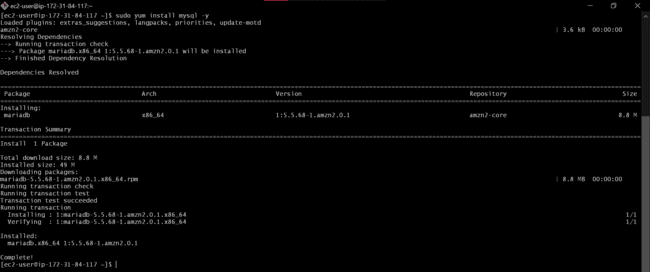 ec2-user@ip-172-31-84-117:~
[ec2-user@ip-172-31-84-117 ~]$ sudo yum install mysql -y
Loaded plugins: extras_suggestions, langpacks, priorities, update-motd
amzn2-core | 3.6 kB 00:00:00
Resolving Dependencies
--> Running transaction check
---> Package mariadb.x86_64 1:5.5.68-1.amzn2.0.1 will be installed
--> Finished Dependency Resolution
Dependencies Resolved
Package Arch Version Repository Size
Installing:
mariadb x86_64 1:5.5.68-1.amzn2.0.1 amzn2-core 8.8 M
Transaction Summary
Install 1 Package
Total download size: 8.8 M
Installed size: 49 M
Downloading packages:
mariadb-5.5.68-1.amzn2.0.1.x86_64.rpm | 8.8 MB 00:00:00
Running transaction check
Running transaction test
Transaction test succeeded
Running transaction
Installing : 1:mariadb-5.5.68-1.amzn2.0.1.x86_64 1/1
Verifying : 1:mariadb-5.5.68-1.amzn2.0.1.x86_64 1/1
Installed:
mariadb.x86_64 1:5.5.68-1.amzn2.0.1
Complete!
[ec2-user@ip-172-31-84-117 ~]$